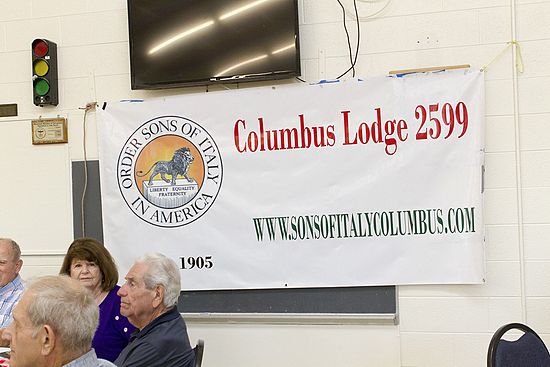 Columbus Lodge 2599
ORDER SONS OF ITALY
IN AMERICA
LIBERTY EQUALITY
FRATERNITY
WWW.SONSOFITALYCOLUMBUS.COM
1905